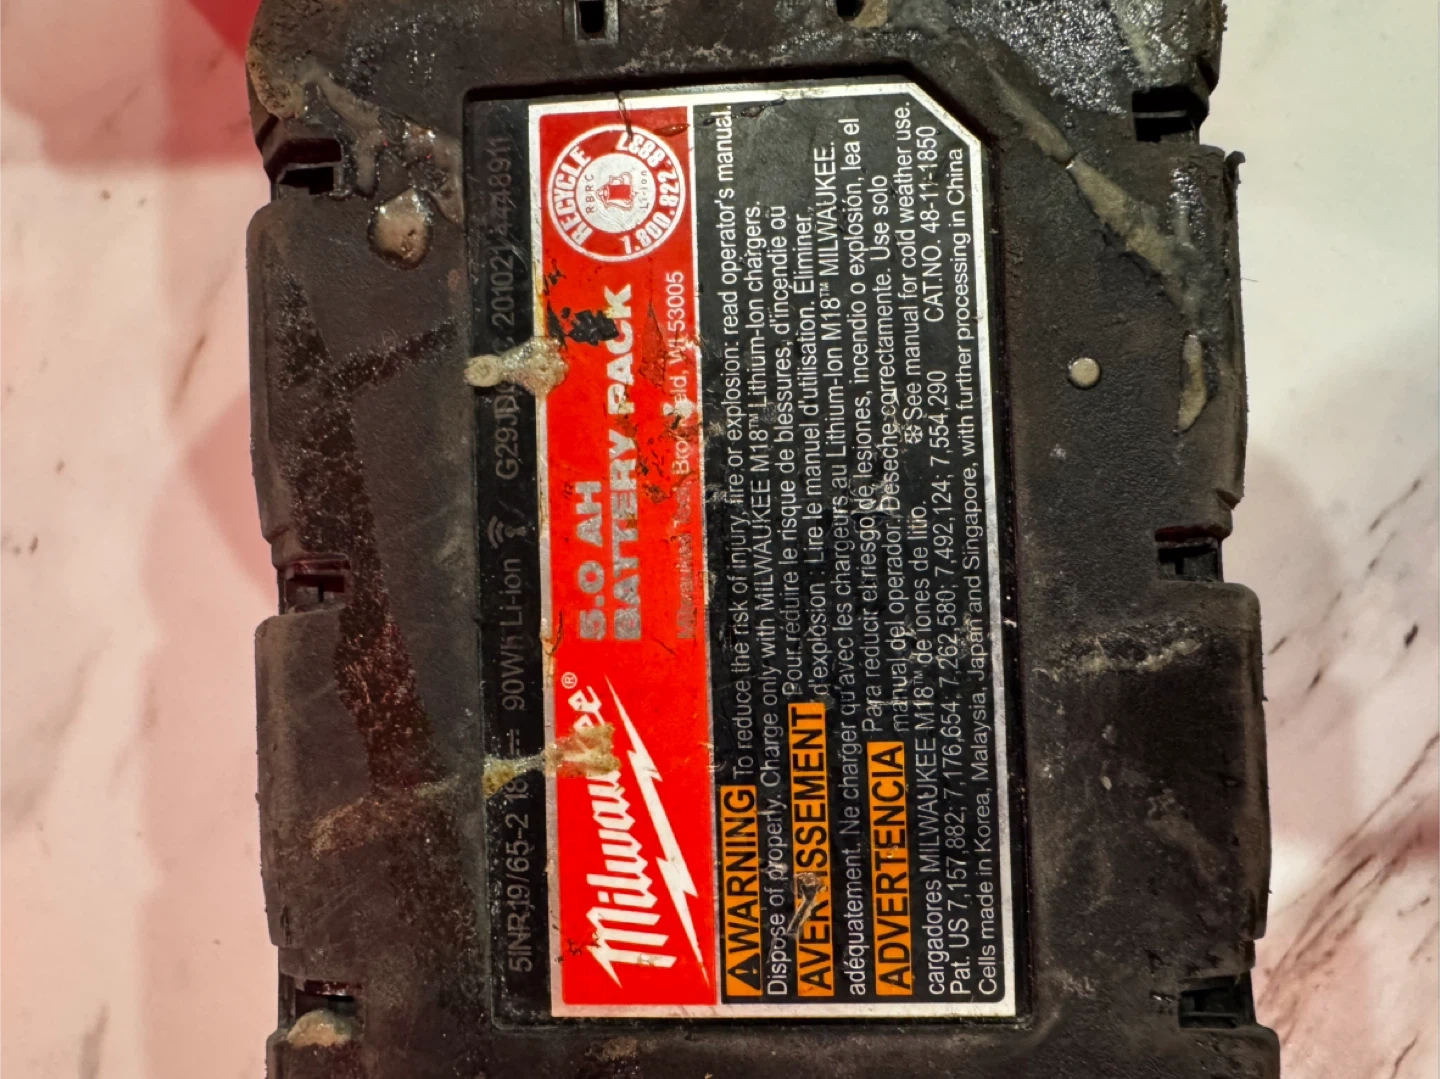 5INR19/65-2 18 90Wh Li-ion
Milwaukee®
5.0 AH
BATTERY PACK
Milwaukee Tool, Brookfield, WI 53005
RECYCLE
RBRC
Li-ion
1.800.822.8837
WARNING To reduce the risk of injury, fire or explosion: read operator's manual.
Dispose of properly. Charge only with MILWAUKEE M18™ Lithium-Ion chargers.
AVERTISSEMENT Pour réduire le risque de blessures, d'incendie ou
d'explosion : Lire le manuel d'utilisation. Éliminer
adéquatement. Ne charger qu'avec les chargeurs au Lithium-Ion M18™ MILWAUKEE.
ADVERTENCIA Para reducir el riesgo de lesiones, incendio o explosión, lea el
manual del operador. Deseche correctamente. Use solo
cargadores MILWAUKEE M18™ de iones de litio. See manual for cold weather use.
Pat. US 7,157,882; 7,176,654; 7,262,580; 7,492,124; 7,554,290 CAT.NO. 48-11-1850
Cells made in Korea, Malaysia, Japan and Singapore, with further processing in China